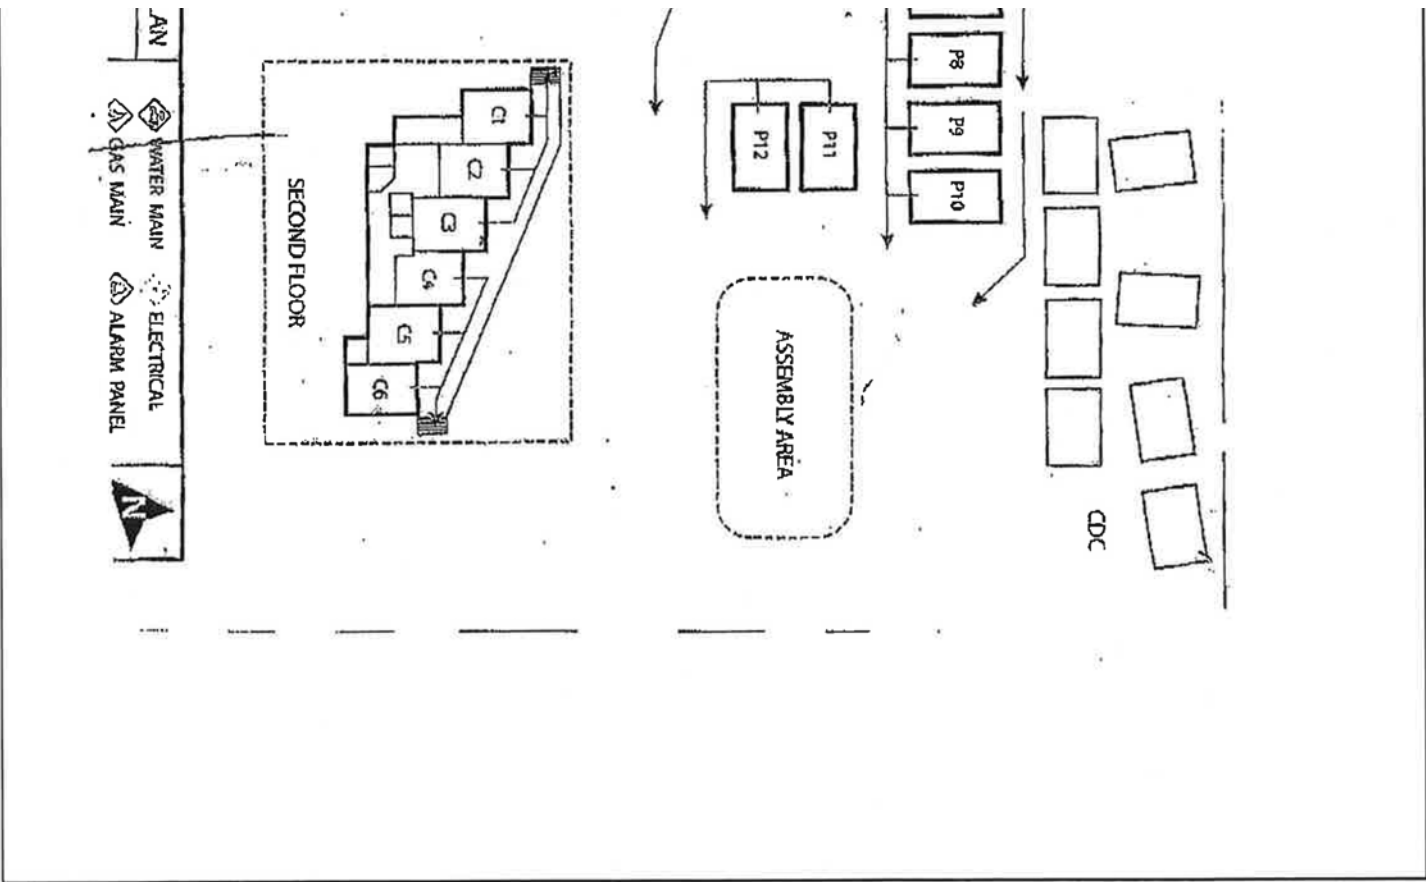 P8
P9
P10
P11
P12
CDC
ASSEMBLY AREA
C1
C2
C3
C4
C5
C6
SECOND FLOOR
WATER MAIN
ELECTRICAL
GAS MAIN
ALARM PANEL
N